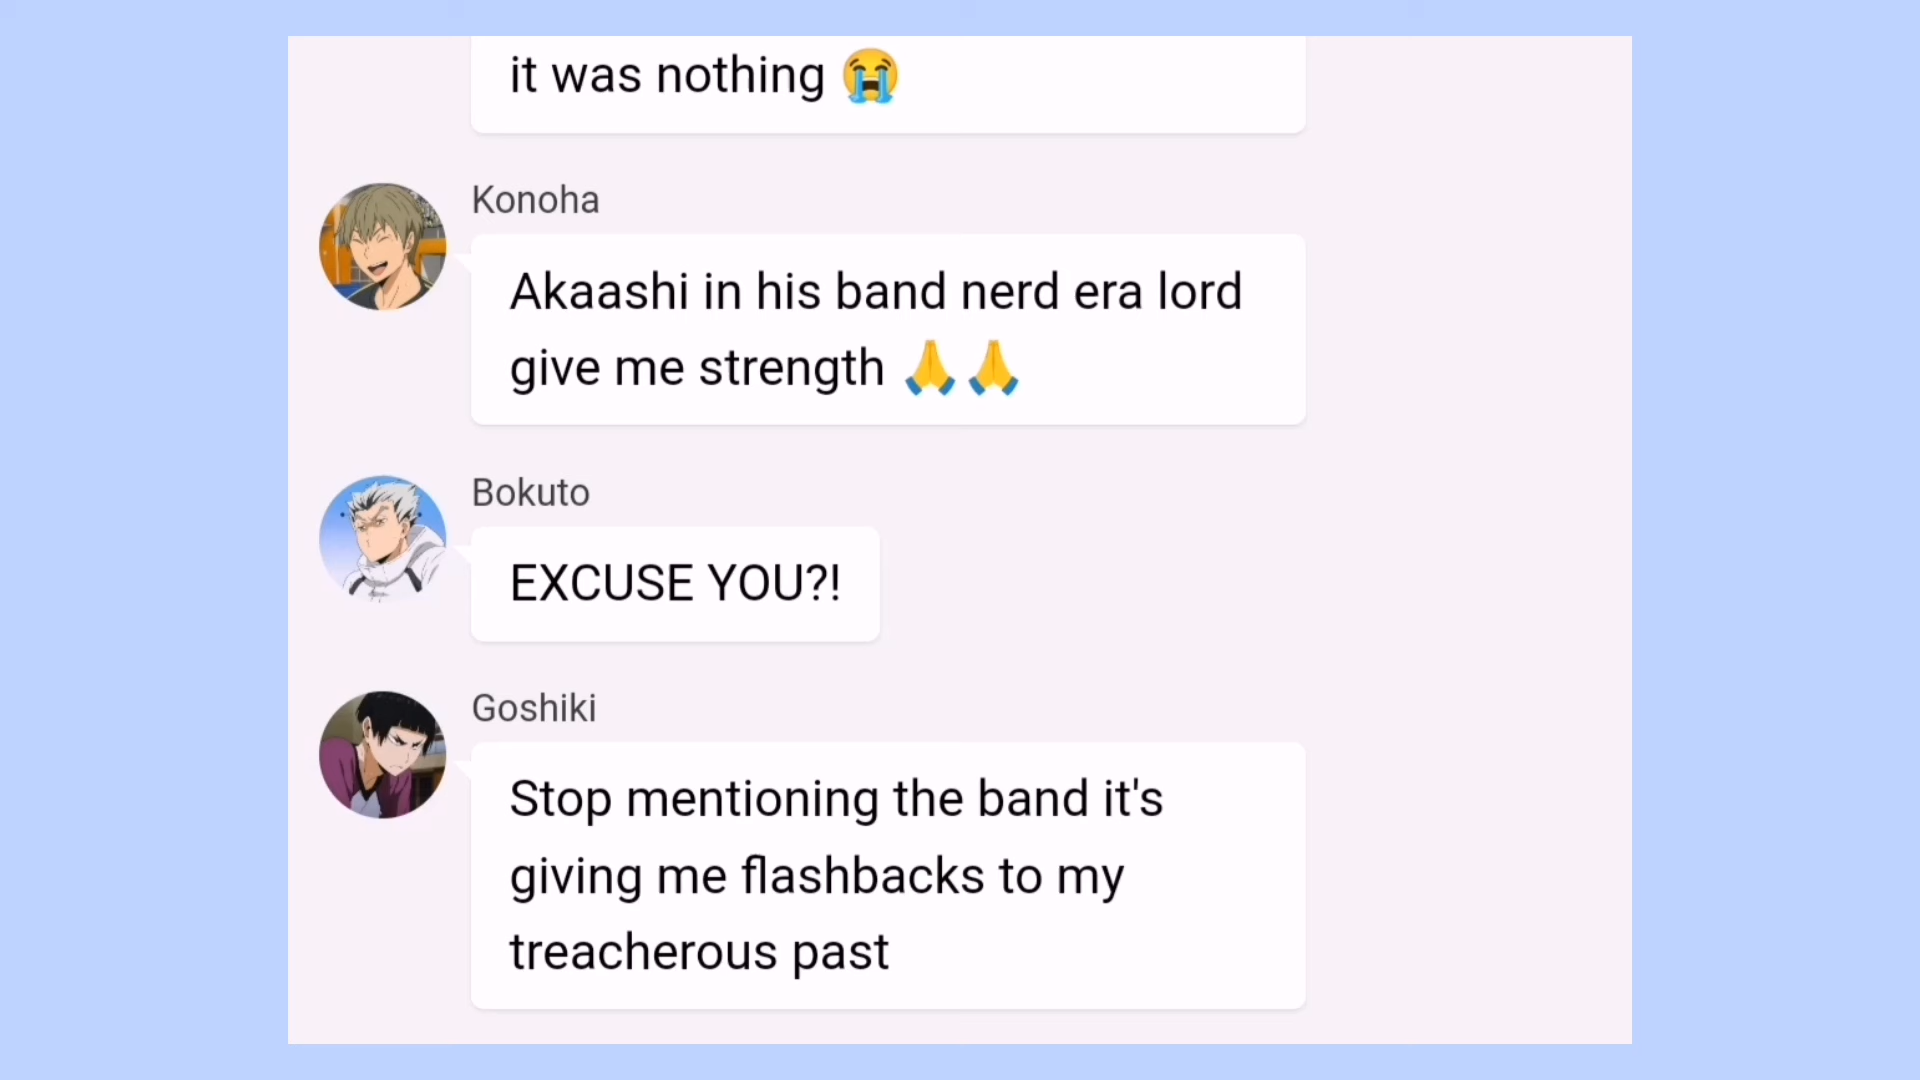 it was nothing 😭
Konoha
Akaashi in his band nerd era lord
give me strength 🙏🙏
Bokuto
EXCUSE YOU?!
Goshiki
Stop mentioning the band it's
giving me flashbacks to my
treacherous past